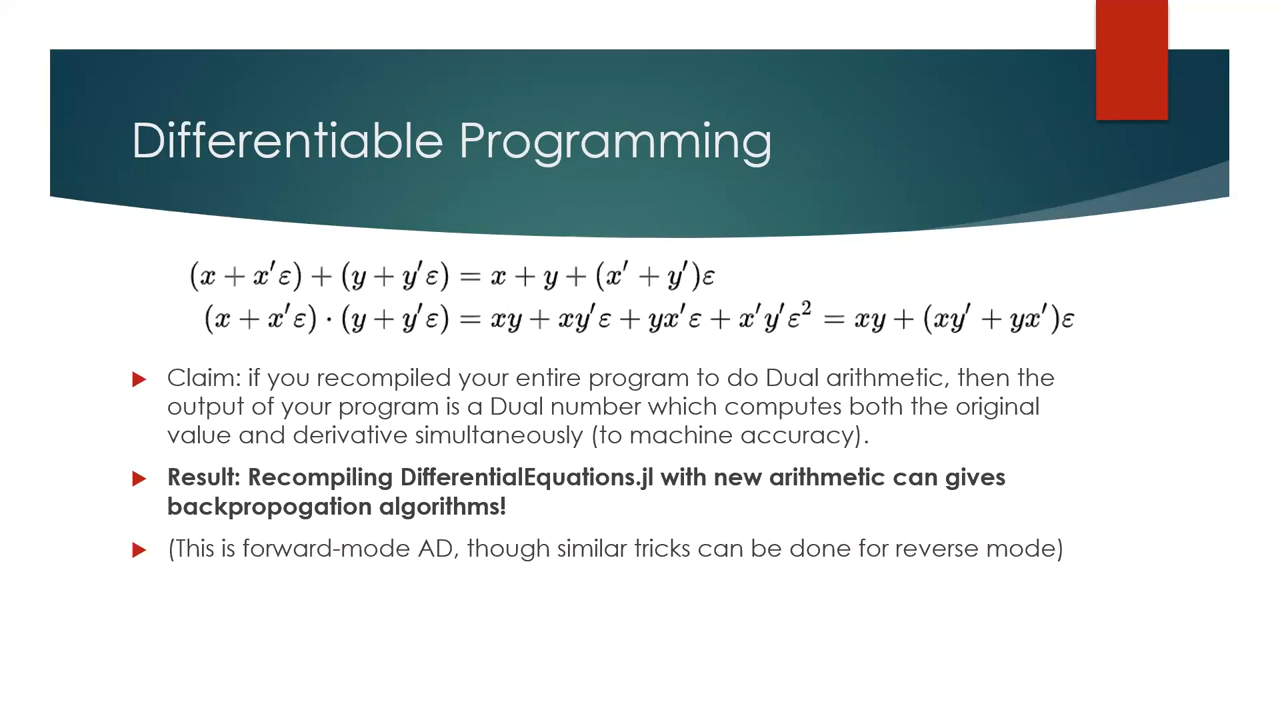 Differentiable Programming
(x + x′ε) + (y + y′ε) = x + y + (x′ + y′)ε
(x + x′ε) · (y + y′ε) = xy + xy′ε + yx′ε + x′y′ε² = xy + (xy′ + yx′)ε
Claim: if you recompiled your entire program to do Dual arithmetic, then the
output of your program is a Dual number which computes both the original
value and derivative simultaneously (to machine accuracy).
Result: Recompiling DifferentialEquations.jl with new arithmetic can gives
backpropogation algorithms!
(This is forward-mode AD, though similar tricks can be done for reverse mode)